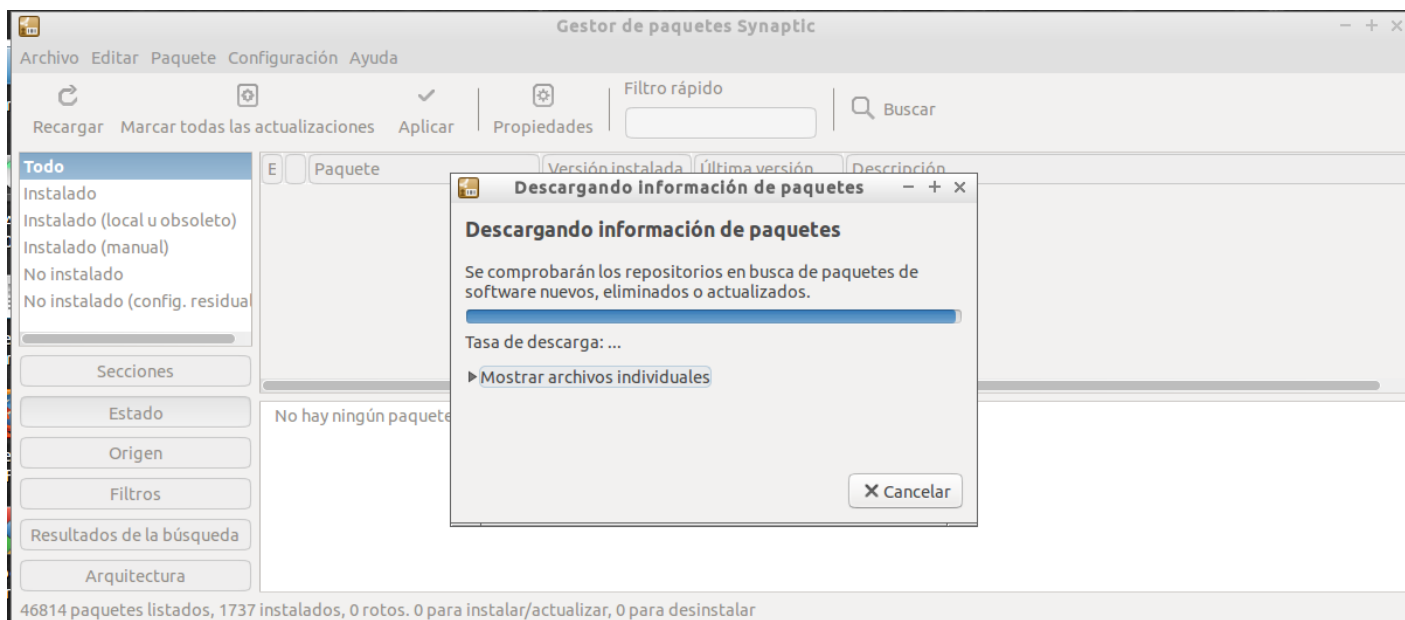 Gestor de paquetes Synaptic
Archivo Editar Paquete Configuración Ayuda
Recargar Marcar todas las actualizaciones Aplicar Propiedades Filtro rápido Buscar
Todo
Instalado
Instalado (local u obsoleto)
Instalado (manual)
No instalado
No instalado (config. residual
Secciones
Estado
Origen
Filtros
Resultados de la búsqueda
Arquitectura
E Paquete Versión instalada Última versión Descripción
No hay ningún paquete
Descargando información de paquetes
Descargando información de paquetes
Se comprobarán los repositorios en busca de paquetes de
software nuevos, eliminados o actualizados.
Tasa de descarga: ...
Mostrar archivos individuales
Cancelar
46814 paquetes listados, 1737 instalados, 0 rotos. 0 para instalar/actualizar, 0 para desinstalar